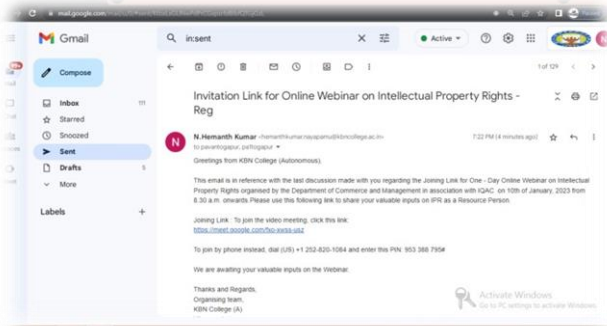 mail.google.com
Gmail
in:sent
Active
Compose
1 of 129
Inbox
111
Starred
Snoozed
Sent
Drafts
More
Labels
Invitation Link for Online Webinar on Intellectual Property Rights -
Reg
N
N.Hemanth Kumar
7:22 PM (4 minutes ago)
to pavantogapur, psltogapur
Greetings from KBN College (Autonomous),
This email is in reference with the last discussion made with you regarding the Joining Link for One - Day Online Webinar on Intellectual
Property Rights organised by the Department of Commerce and Management in association with IQAC on 10th of January, 2023 from
8.30 a.m. onwards.Please use this following link to share your valuable inputs on IPR as a Resource Person.
Joining Link : To join the video meeting, click this link:
To join by phone instead, dial (US) +1 252-820-1084 and enter this PIN: 953 388 795#
We are awaiting your valuable inputs on the Webinar.
Thanks and Regards,
Organising team,
KBN College (A)
Activate Windows
Go to PC settings to activate Windows.